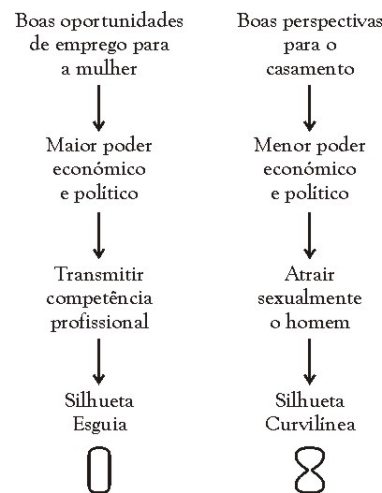 Boas oportunidades
de emprego para
a mulher
Maior poder
económico
e político
Transmitir
competência
profissional
Silhueta
Esguia
Boas perspectivas
para o
casamento
Menor poder
económico
e político
Atrair
sexualmente
o homem
Silhueta
Curvilínea